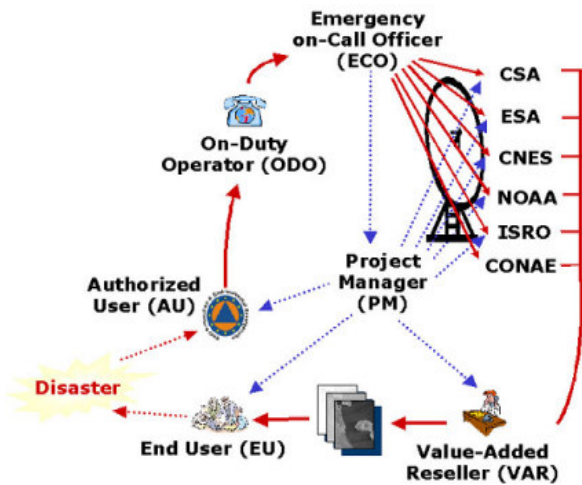 Emergency
on-Call Officer
(ECO)
CSA
ESA
CNES
NOAA
ISRO
CONAE
On-Duty
Operator (ODO)
Authorized
User (AU)
Project
Manager
(PM)
Disaster
End User (EU)
Value-Added
Reseller (VAR)